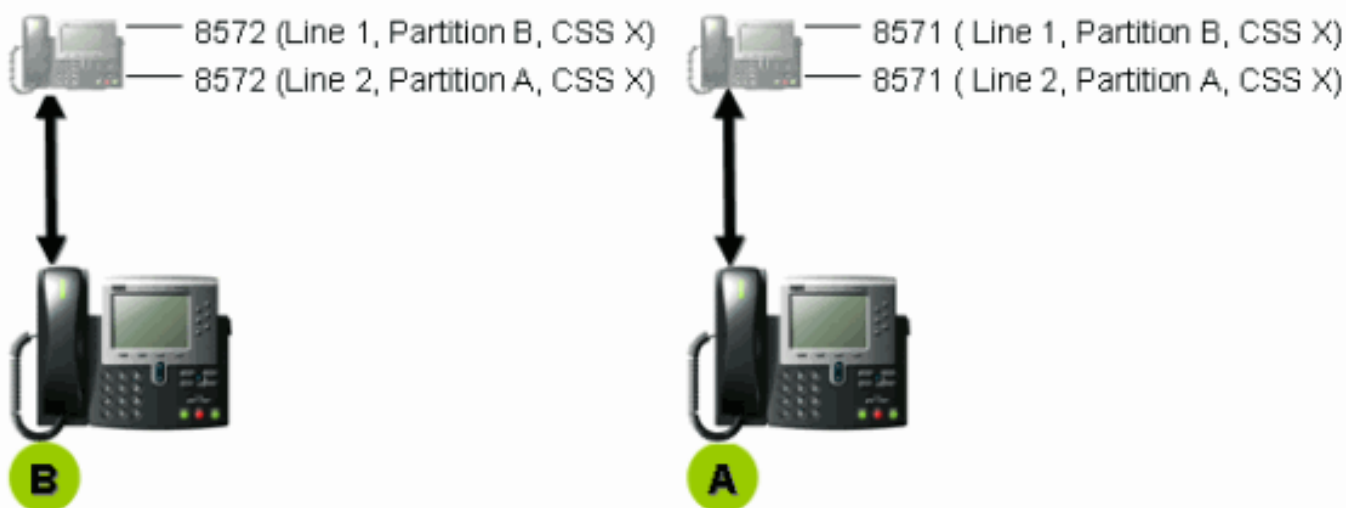 8572 (Line 1, Partition B, CSS X)
8572 (Line 2, Partition A, CSS X)
8571 ( Line 1, Partition B, CSS X)
8571 ( Line 2, Partition A, CSS X)
B
A